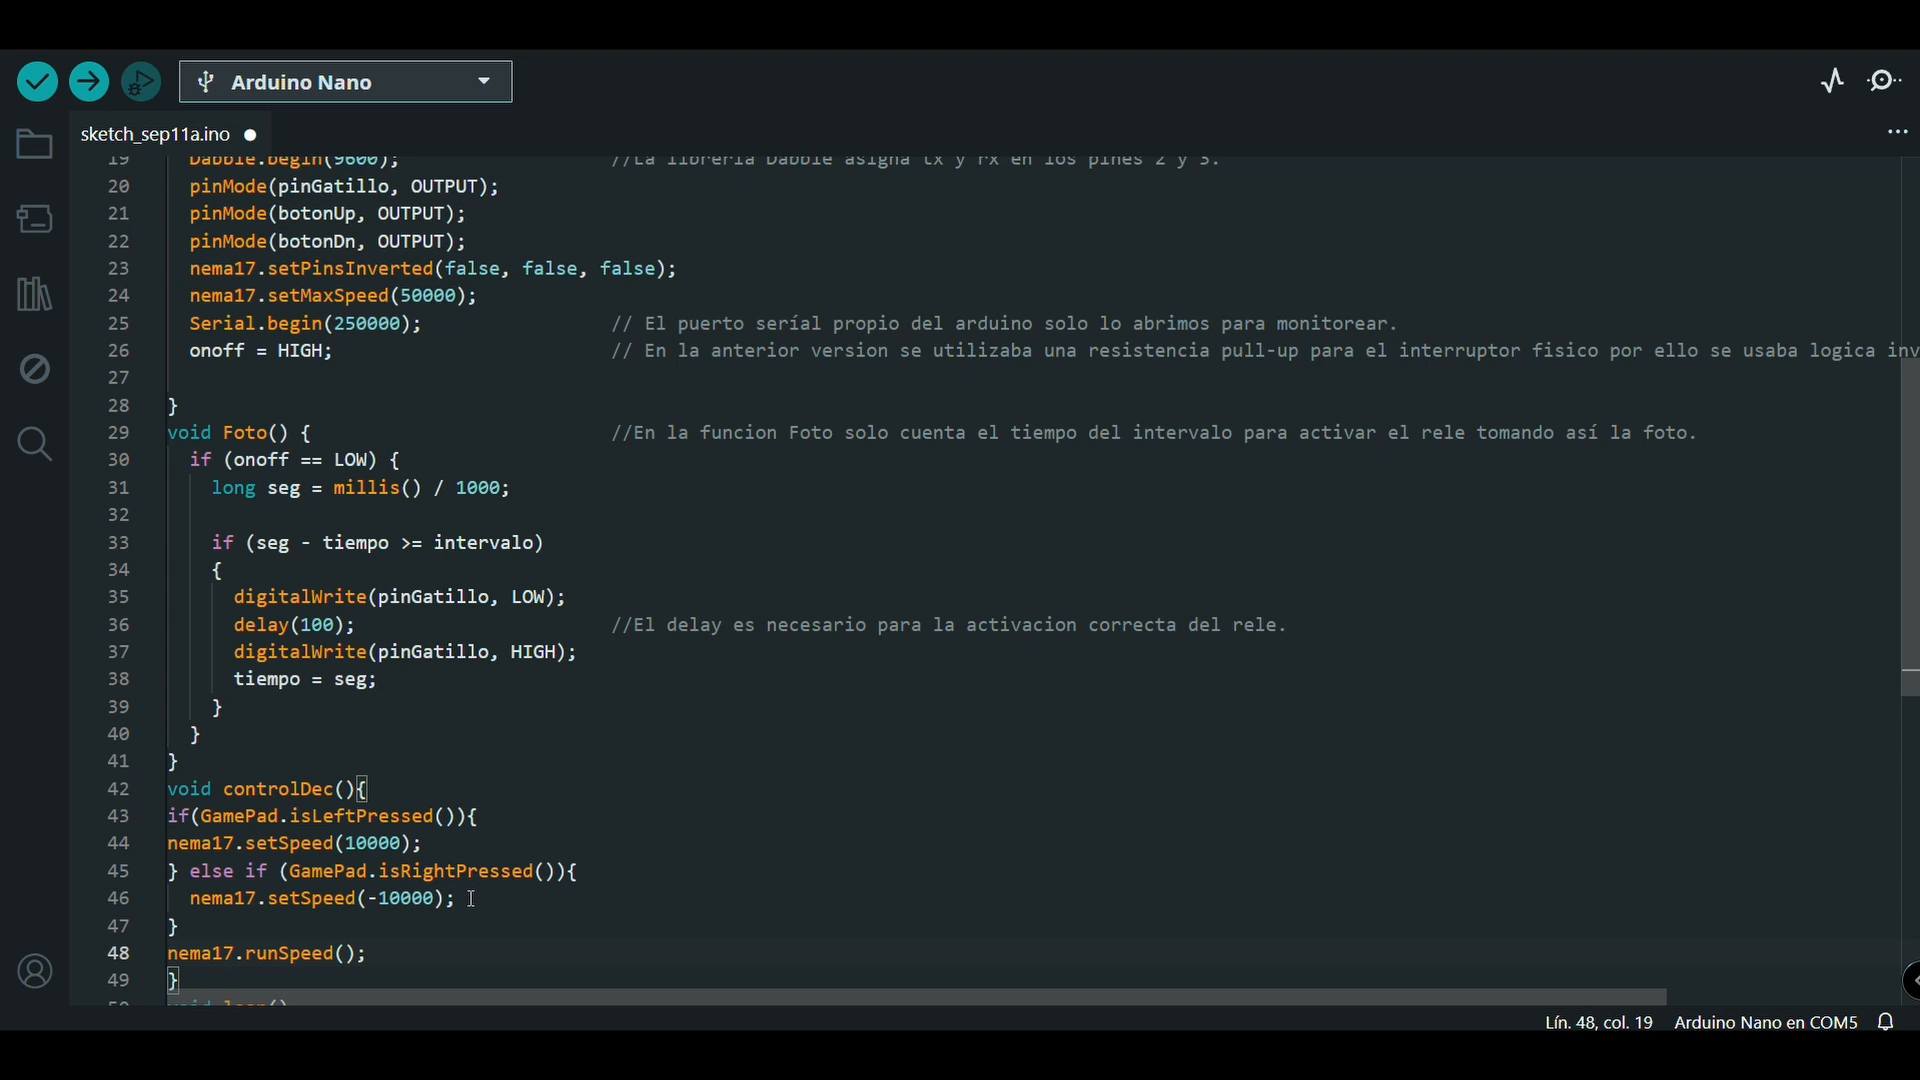 Arduino Nano
sketch_sep11a.ino
19 Dabble.begin(9600); //La libreria Dabble asigna tx y rx en los pines 2 y 3.
20 pinMode(pinGatillo, OUTPUT);
21 pinMode(botonUp, OUTPUT);
22 pinMode(botonDn, OUTPUT);
23 nema17.setPinsInverted(false, false, false);
24 nema17.setMaxSpeed(50000);
25 Serial.begin(250000); // El puerto seríal propio del arduino solo lo abrimos para monitorear.
26 onoff = HIGH; // En la anterior version se utilizaba una resistencia pull-up para el interruptor fisico por ello se usaba logica inv
27
28 }
29 void Foto() { //En la funcion Foto solo cuenta el tiempo del intervalo para activar el rele tomando así la foto.
30 if (onoff == LOW) {
31 long seg = millis() / 1000;
32
33 if (seg - tiempo >= intervalo)
34 {
35 digitalWrite(pinGatillo, LOW);
36 delay(100); //El delay es necesario para la activacion correcta del rele.
37 digitalWrite(pinGatillo, HIGH);
38 tiempo = seg;
39 }
40 }
41 }
42 void controlDec(){
43 if(GamePad.isLeftPressed()){
44 nema17.setSpeed(10000);
45 } else if (GamePad.isRightPressed()){
46 nema17.setSpeed(-10000);
47 }
48 nema17.runSpeed();
49 }
50 void loop()
Lín. 48, col. 19 Arduino Nano en COM5